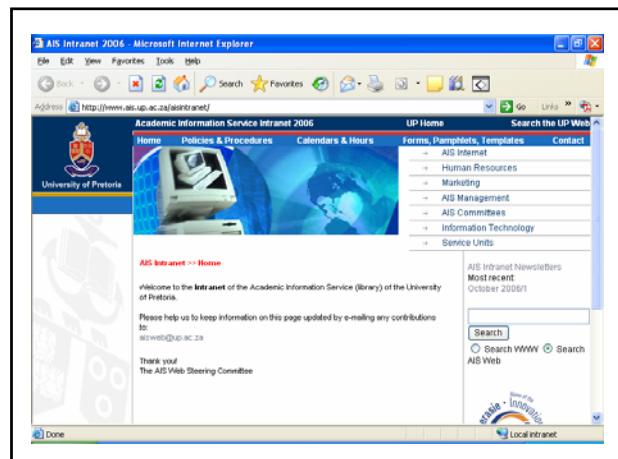 AIS Intranet 2006 - Microsoft Internet Explorer
File Edit View Favorites Tools Help
Back Search Favorites
Address http://www.ais.up.ac.za/aisintranet/ Go Links »
Academic Information Service Intranet 2006 UP Home Search the UP Web
Home Policies & Procedures Calendars & Hours Forms, Pamphlets, Templates Contact
University of Pretoria
→ AIS Internet
→ Human Resources
→ Marketing
→ AIS Management
→ AIS Committees
→ Information Technology
→ Service Units
AIS Intranet >> Home
Welcome to the Intranet of the Academic Information Service (library) of the University
of Pretoria.
Please help us to keep information on this page updated by e-mailing any contributions
to:
aisweb@up.ac.za
Thank you!
The AIS Web Steering Committee
AIS Intranet Newsletters
Most recent:
October 2006/1
Search
Search WWW Search
AIS Web
Innovatio
Done Local intranet